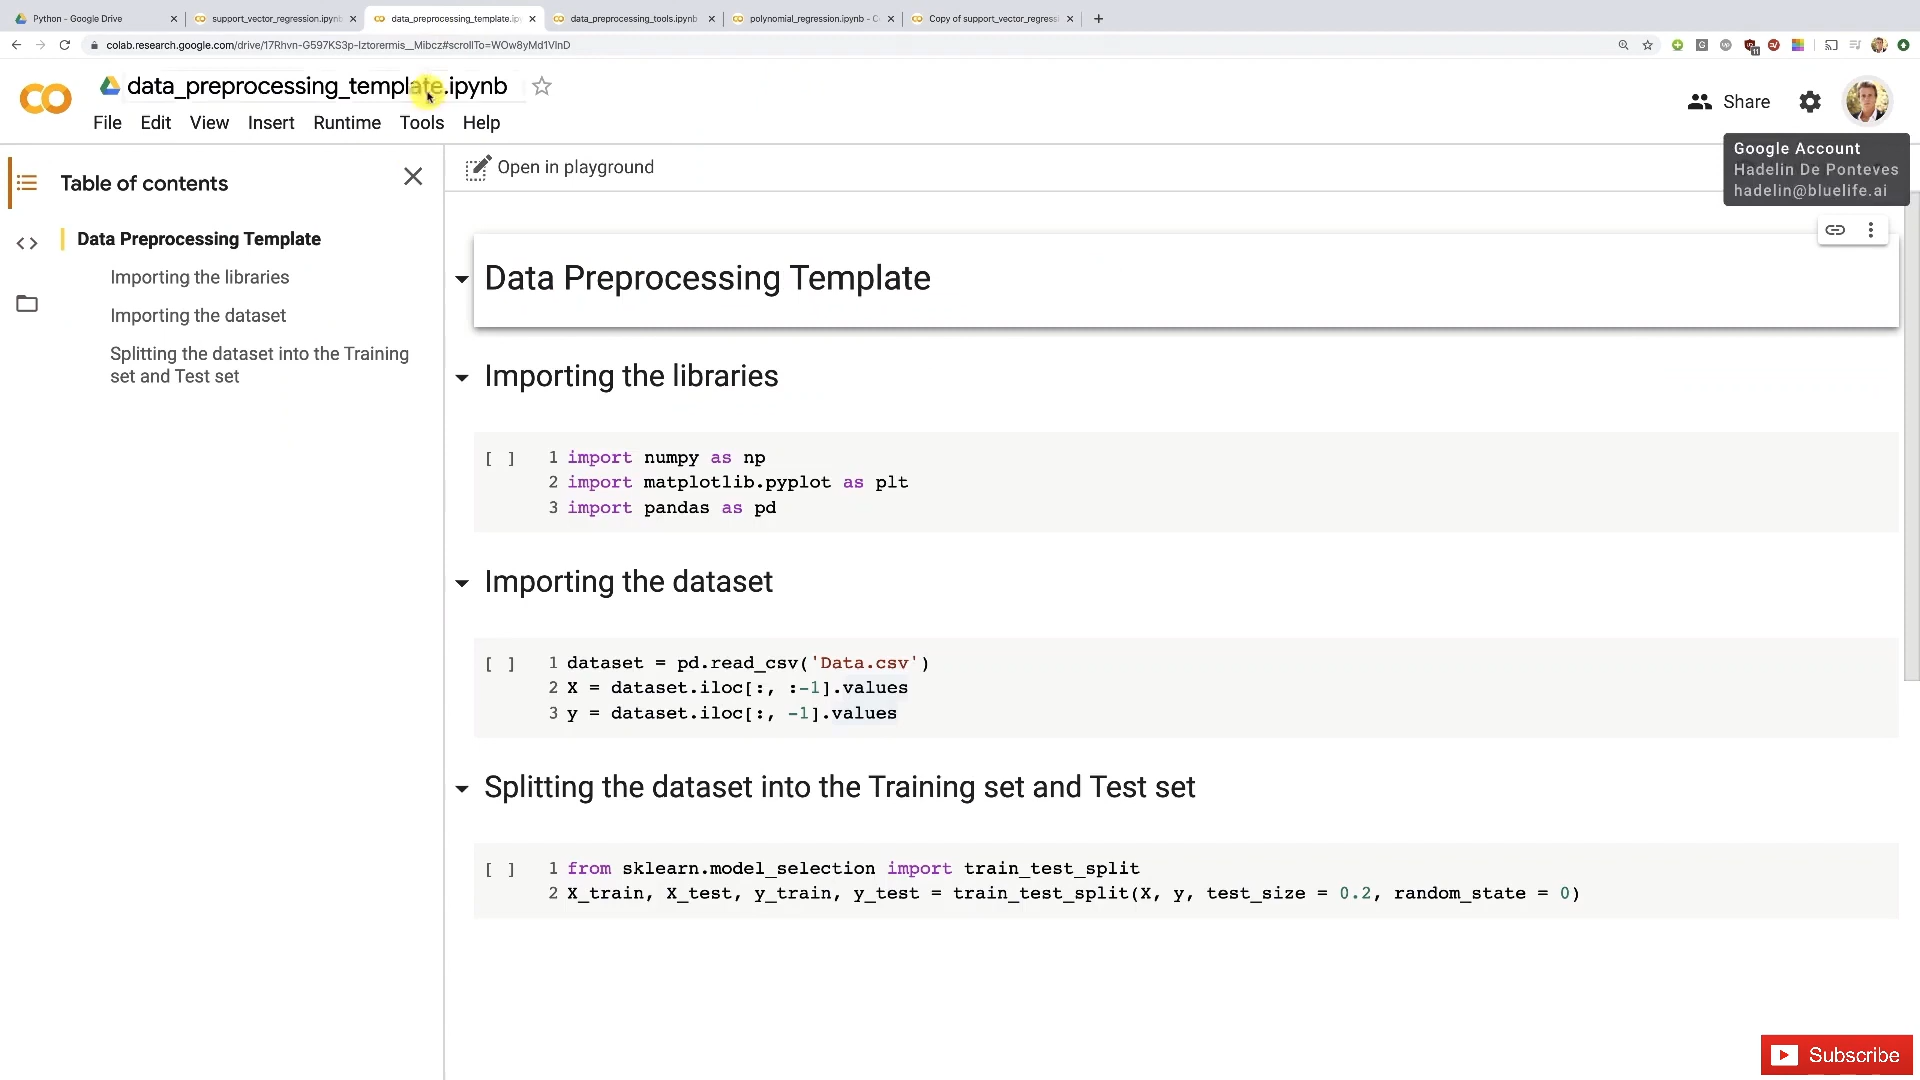 Python - Google Drive
support_vector_regression.ipynb
data_preprocessing_template.ip
data_preprocessing_tools.ipynb
polynomial_regression.ipynb - C
Copy of support_vector_regress
colab.research.google.com/drive/17Rhvn-G597KS3p-Iztorermis__Mibcz#scrollTo=WOw8yMd1VlnD
data_preprocessing_template.ipynb
File Edit View Insert Runtime Tools Help
Share
Google Account
Hadelin De Ponteves
hadelin@bluelife.ai
Table of contents
Data Preprocessing Template
Importing the libraries
Importing the dataset
Splitting the dataset into the Training
set and Test set
Open in playground
Data Preprocessing Template
Importing the libraries
[ ] 1 import numpy as np
2 import matplotlib.pyplot as plt
3 import pandas as pd
Importing the dataset
[ ] 1 dataset = pd.read_csv('Data.csv')
2 X = dataset.iloc[:, :-1].values
3 y = dataset.iloc[:, -1].values
Splitting the dataset into the Training set and Test set
[ ] 1 from sklearn.model_selection import train_test_split
2 X_train, X_test, y_train, y_test = train_test_split(X, y, test_size = 0.2, random_state = 0)
Subscribe